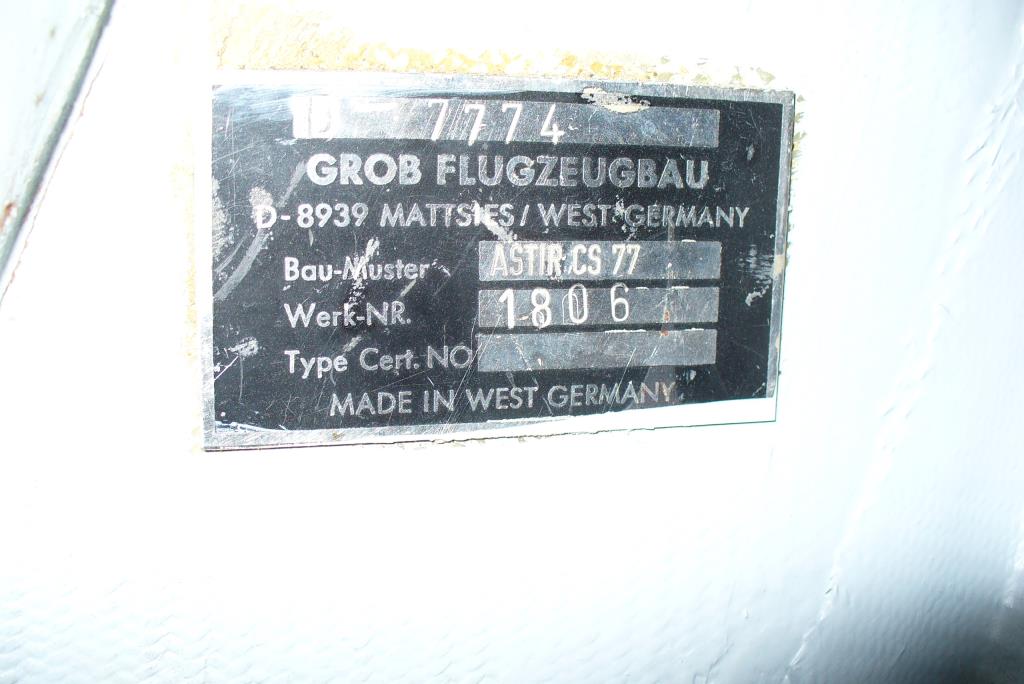 D-7774
GROB FLUGZEUGBAU
D-8939 MATTSIES/WEST-GERMANY
Bau-Muster ASTIR CS 77
Werk-NR. 1806
Type Cert. NO
MADE IN WEST GERMANY